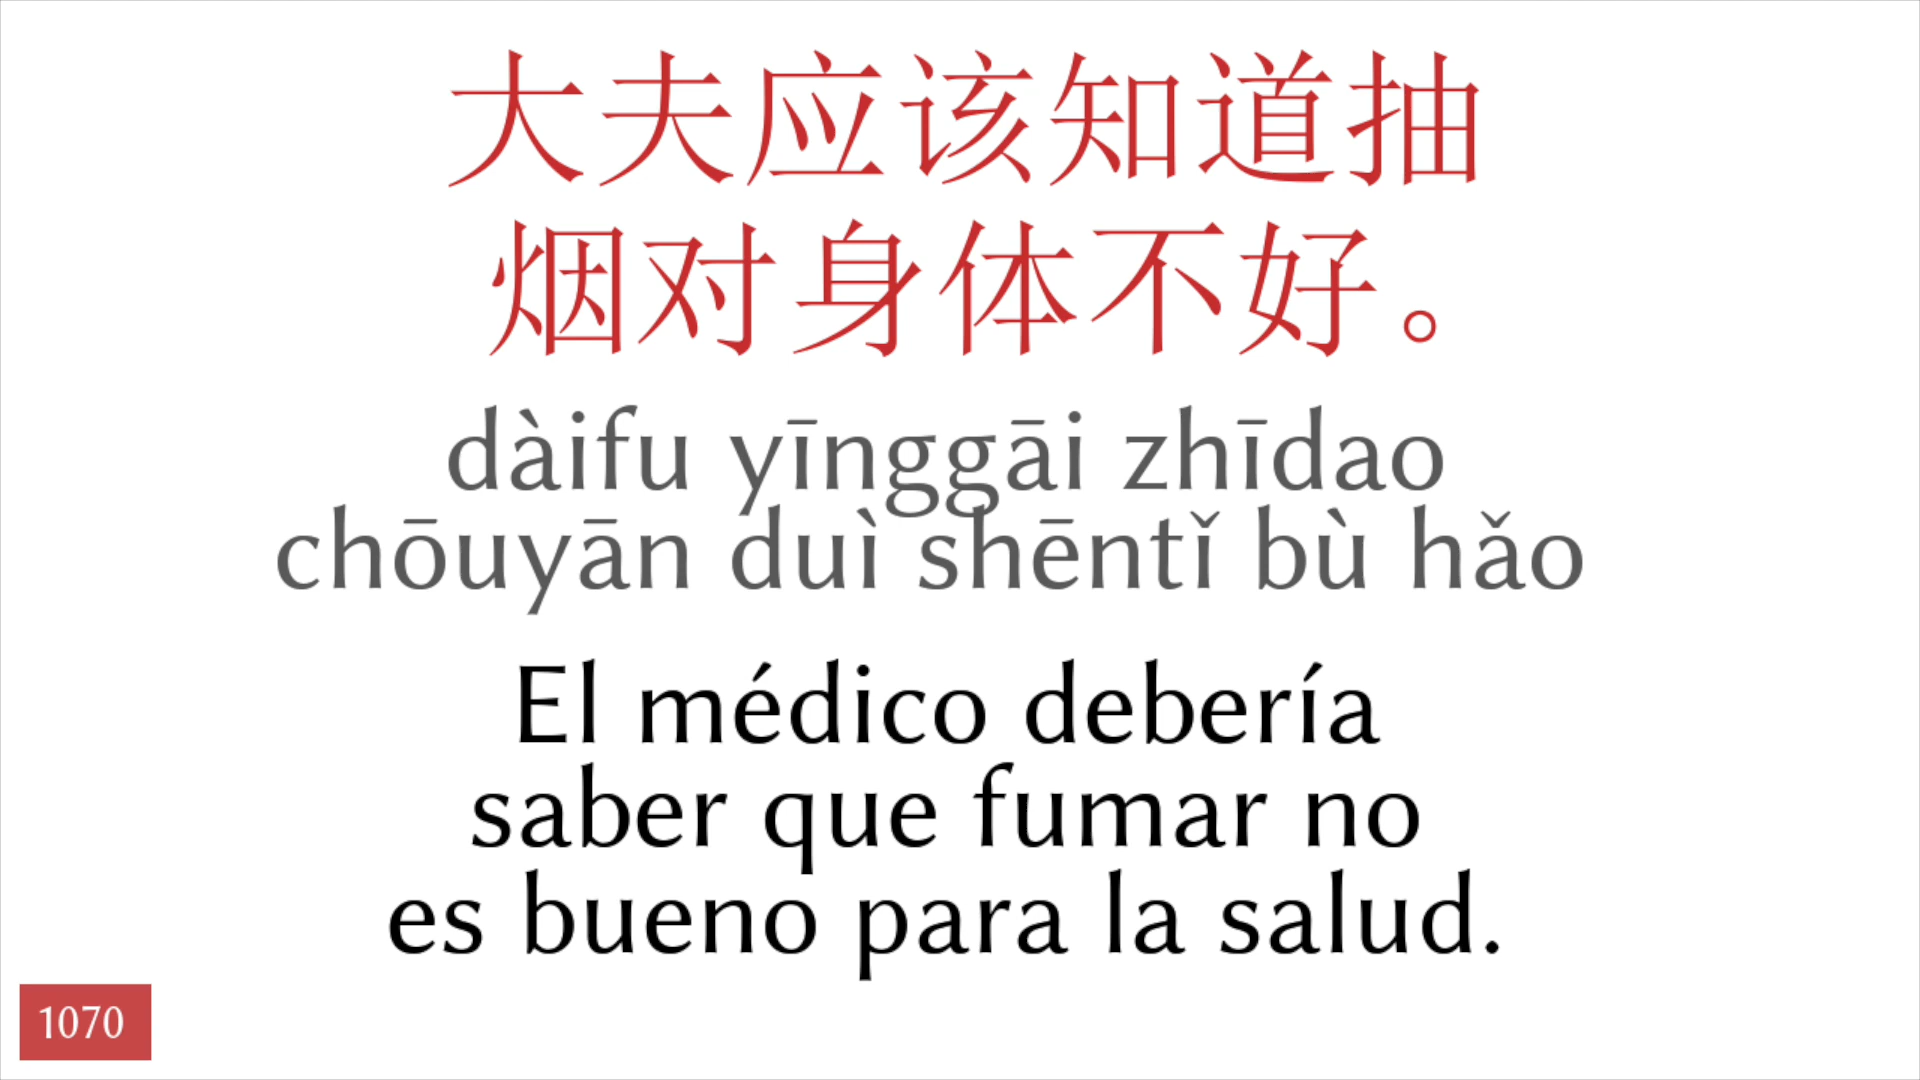 大夫应该知道抽
烟对身体不好。
dàifu yīnggāi zhīdao
chōuyān duì shēntǐ bù hǎo
El médico debería
saber que fumar no
es bueno para la salud.
1070